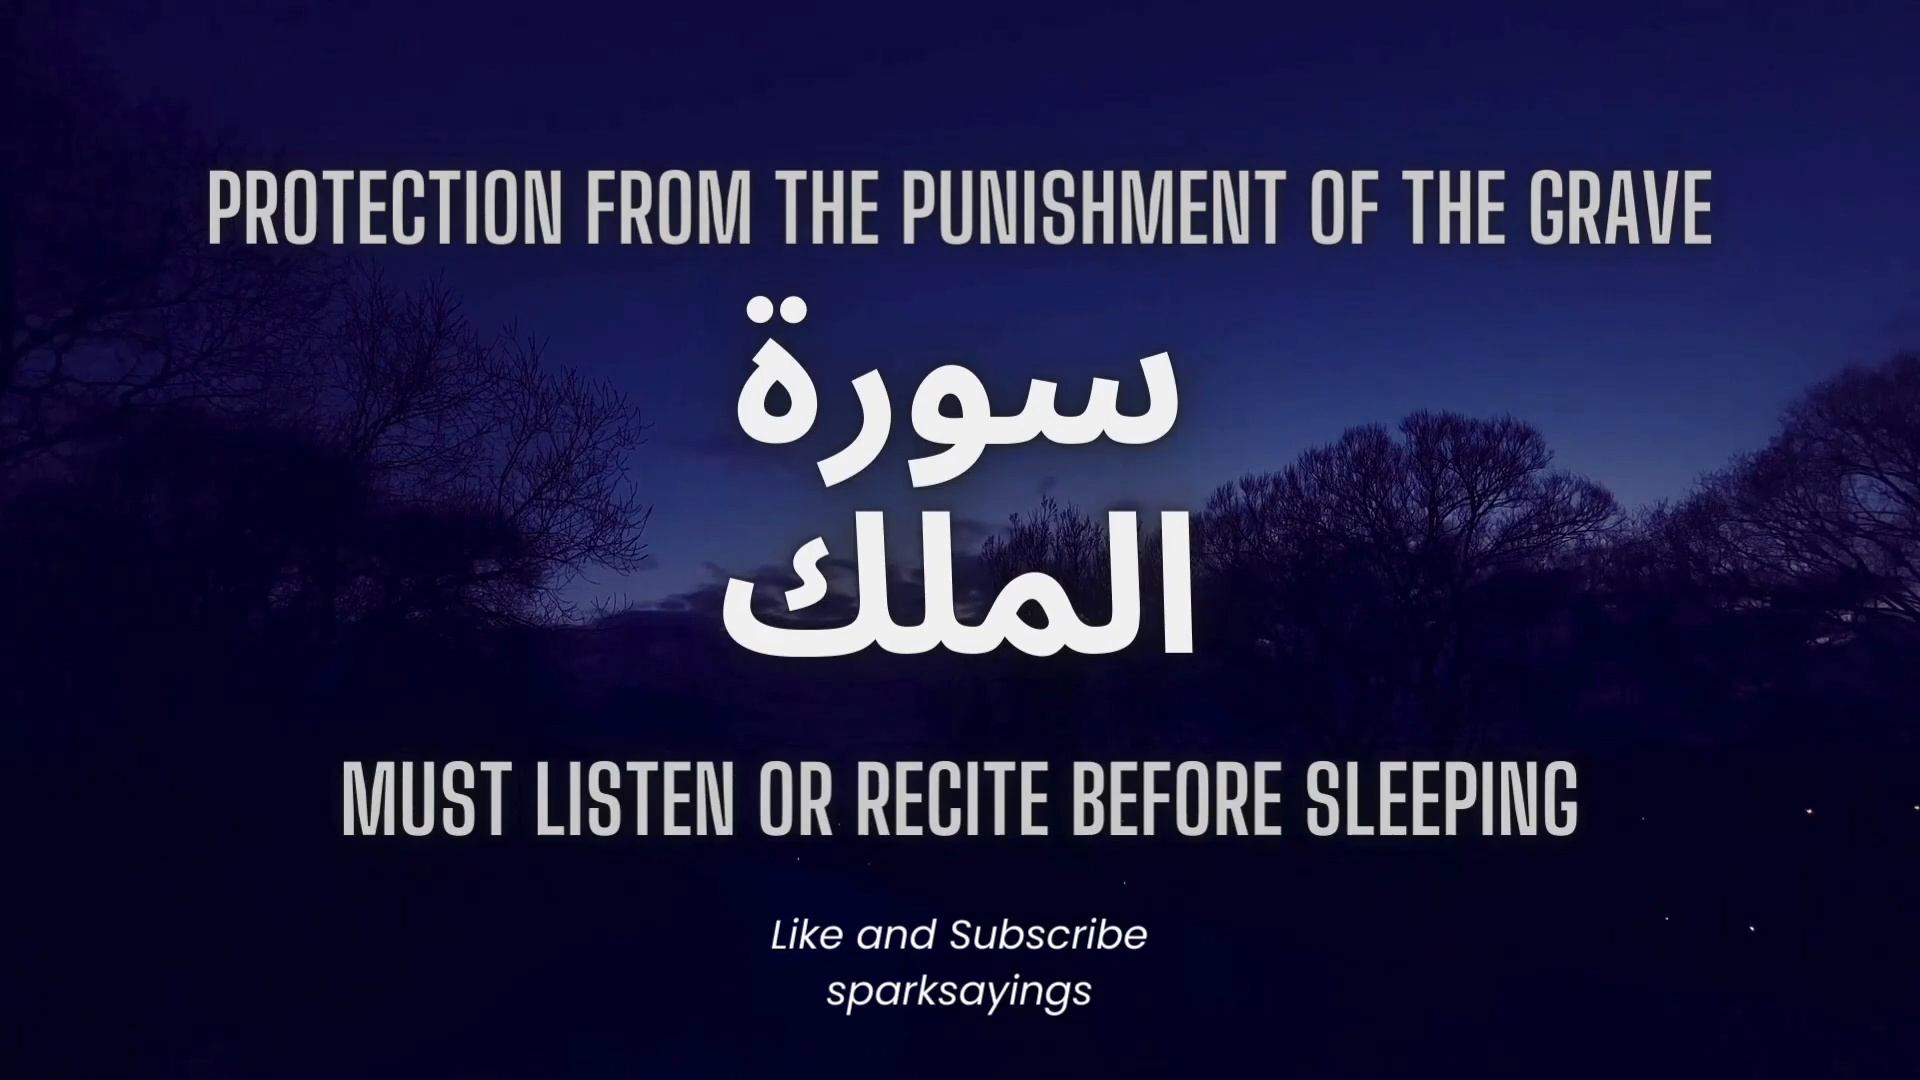 PROTECTION FROM THE PUNISHMENT OF THE GRAVE
سورة
الملك
MUST LISTEN OR RECITE BEFORE SLEEPING
Like and Subscribe
sparksayings